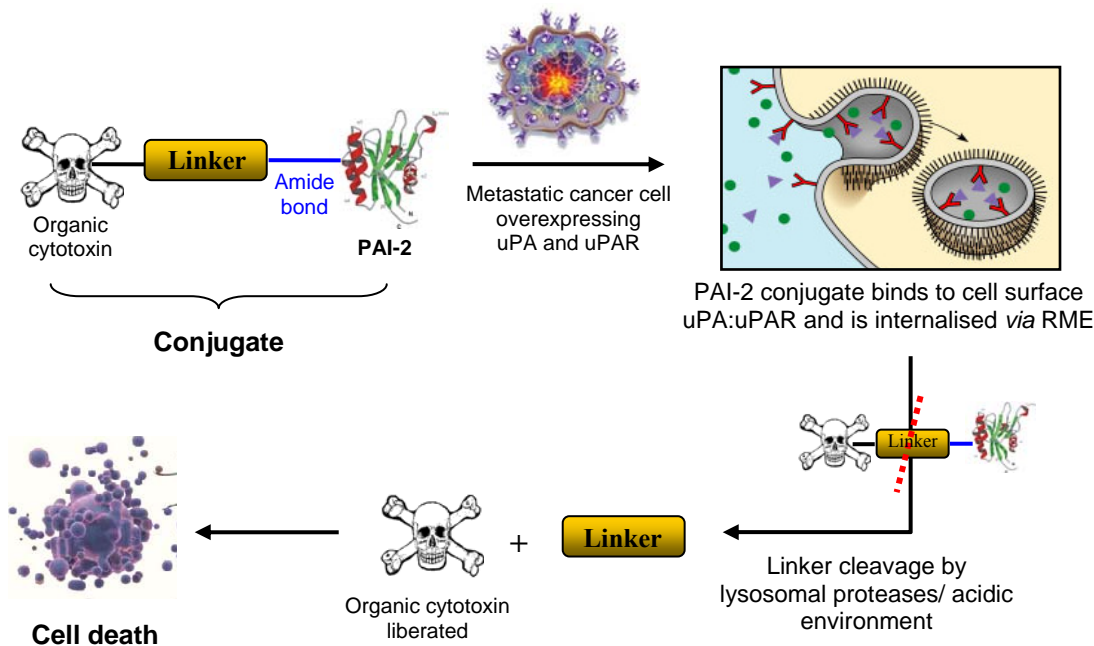 Linker
Organic
cytotoxin
Amide
bond
N
C
PAI-2
Conjugate
Metastatic cancer cell
overexpressing
uPA and uPAR
PAI-2 conjugate binds to cell surface
uPA:uPAR and is internalised via RME
Linker
Linker cleavage by
lysosomal proteases/ acidic
environment
+
Linker
Organic cytotoxin
liberated
Cell death